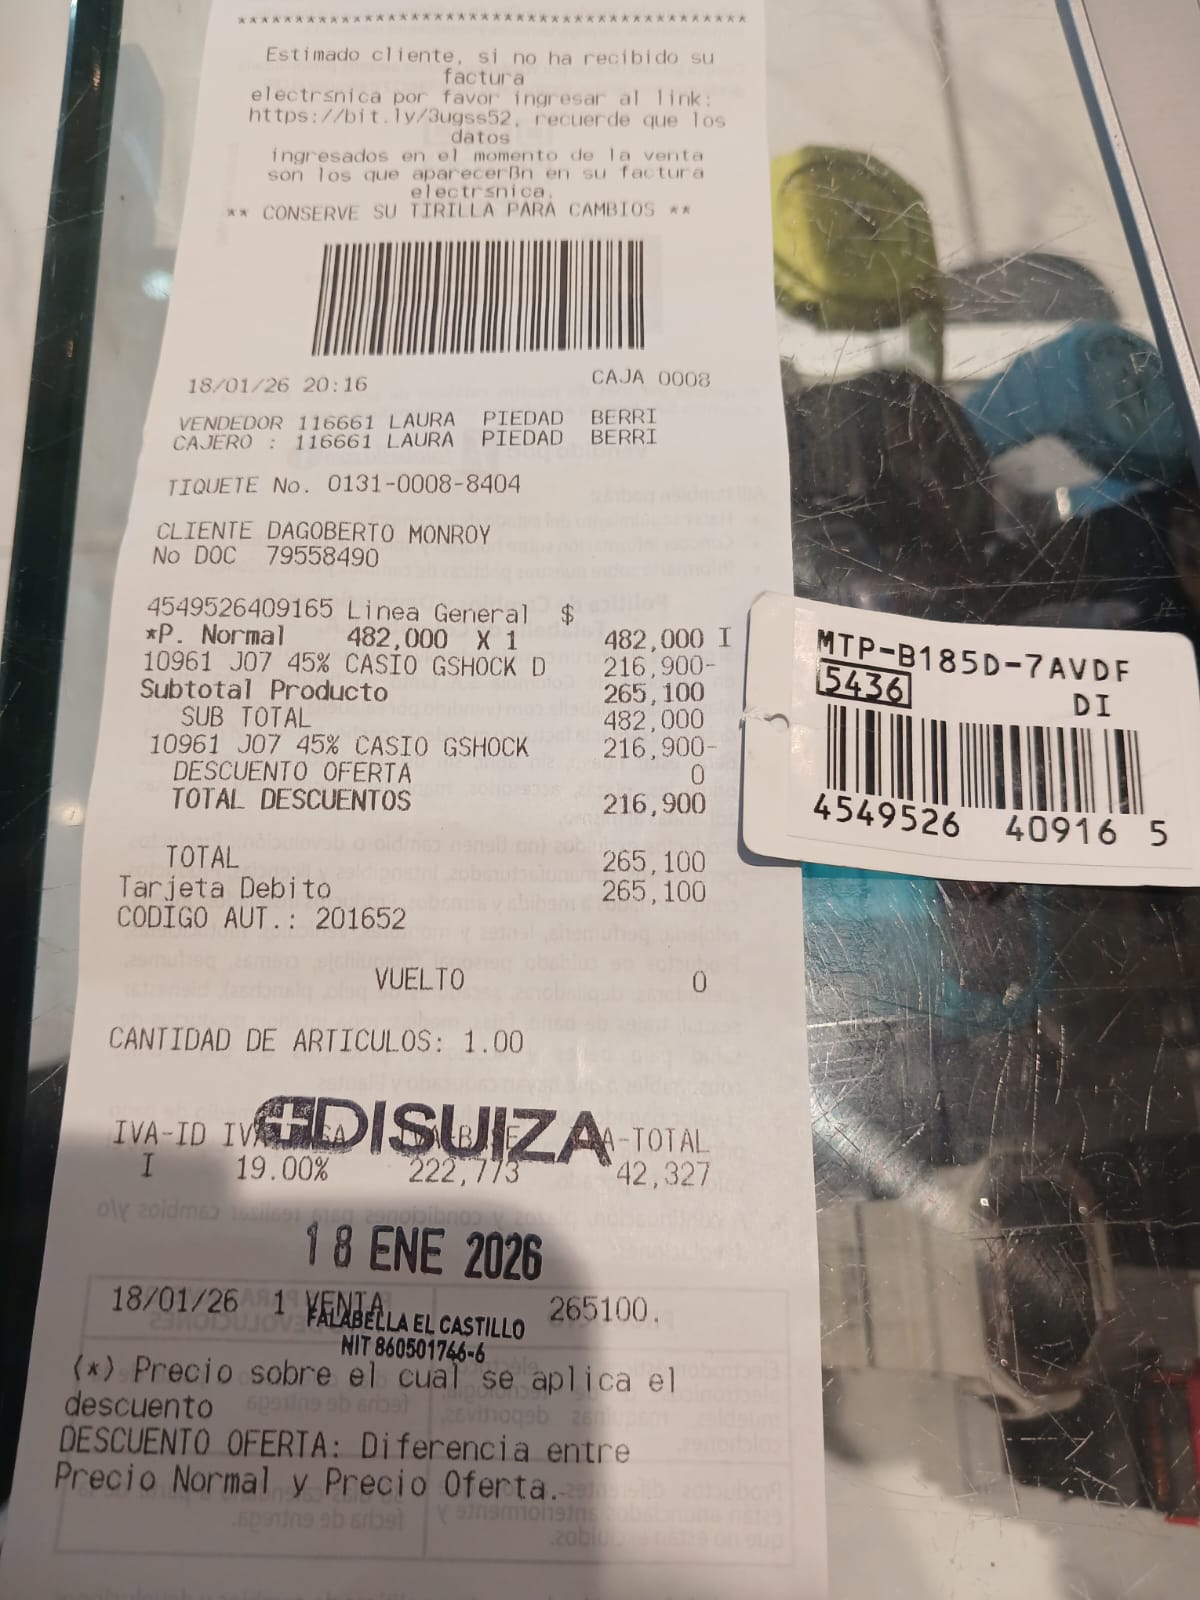 ****************************************
Estimado cliente, si no ha recibido su
factura
electrsnica por favor ingresar al link:
https://bit.ly/3ugss52, recuerde que los
datos
ingresados en el momento de la venta
son los que aparecerßn en su factura
electrsnica.
** CONSERVE SU TIRILLA PARA CAMBIOS **
18/01/26 20:16 CAJA 0008
VENDEDOR 116661 LAURA PIEDAD BERRI
CAJERO : 116661 LAURA PIEDAD BERRI
TIQUETE No. 0131-0008-8404
CLIENTE DAGOBERTO MONROY
No DOC 79558490
4549526409165 Linea General $
*P. Normal 482,000 X 1 482,000 I
10961 J07 45% CASIO GSHOCK D 216,900-
Subtotal Producto 265,100
SUB TOTAL 482,000
10961 J07 45% CASIO GSHOCK 216,900-
DESCUENTO OFERTA 0
TOTAL DESCUENTOS 216,900
TOTAL 265,100
Tarjeta Debito 265,100
CODIGO AUT.: 201652
VUELTO 0
CANTIDAD DE ARTICULOS: 1.00
DISUIZA
IVA-ID A-TOTAL
I 19.00% 222,773 42,327
18 ENE 2026
18/01/26 1 VENTA 265100.
FALABELLA EL CASTILLO
NIT 860501746-6
(*) Precio sobre el cual se aplica el
descuento
DESCUENTO OFERTA: Diferencia entre
Precio Normal y Precio Oferta.
MTP-B185D-7AVDF
5436 DI
4549526 40916 5